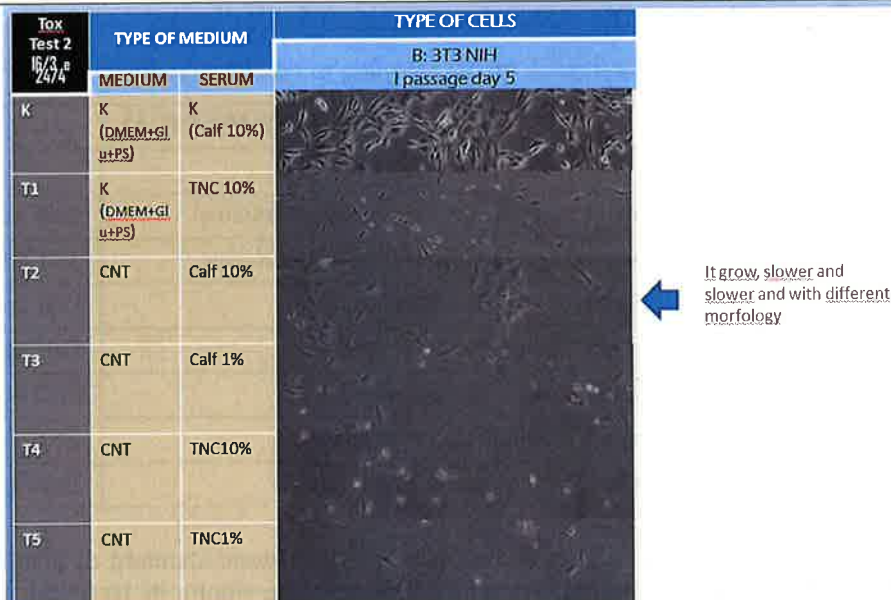 Tox
Test 2
16/3 e
24/4
TYPE OF MEDIUM
TYPE OF CELLS
B: 3T3 NIH
MEDIUM
SERUM
I passage day 5
K
K
(DMEM+Gl
u+PS)
K
(Calf 10%)
T1
K
(DMEM+Gl
u+PS)
TNC 10%
T2
CNT
Calf 10%
It grow, slower and
slower and with different
morfology
T3
CNT
Calf 1%
T4
CNT
TNC10%
T5
CNT
TNC1%